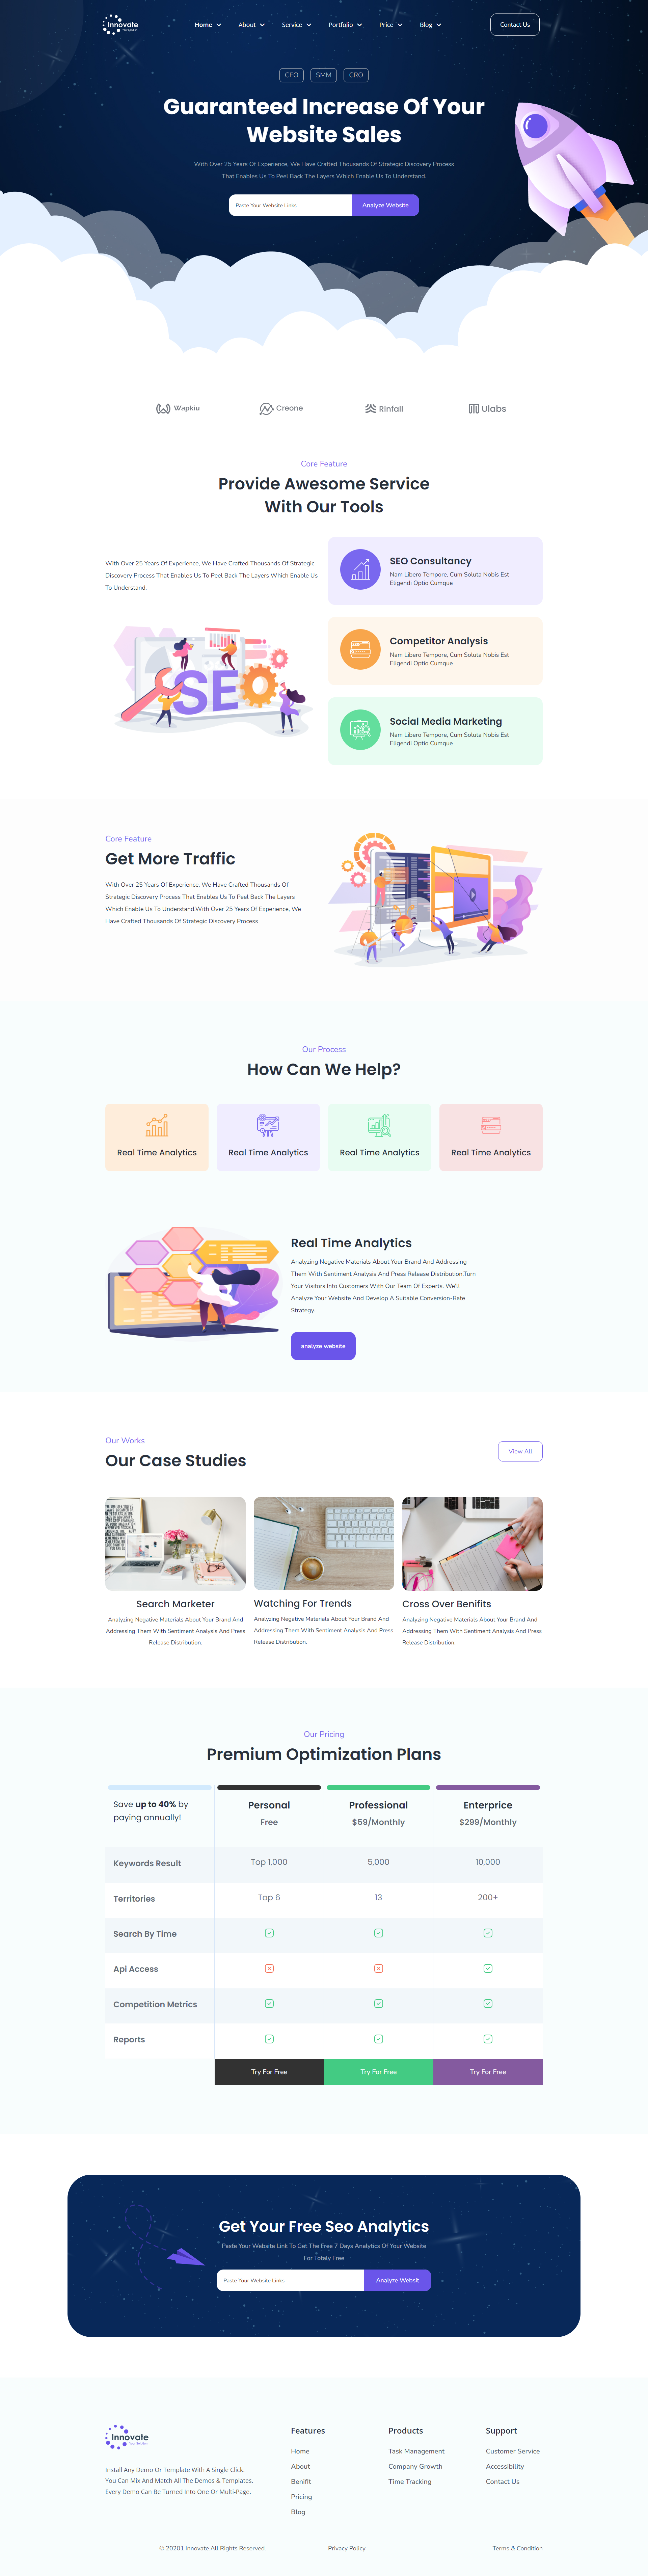 Innovate
Home
About
Service
Portfolio
Price
Blog
Contact Us
CEO
SMM
CRO
Guaranteed Increase Of Your
Website Sales
With Over 25 Years Of Experience, We Have Crafted Thousands Of Strategic Discovery Process
That Enables Us To Peel Back The Layers Which Enable Us To Understand.
Paste Your Website Links
Analyze Website
Wapkiu
Creone
Rinfall
Ulabs
Core Feature
Provide Awesome Service
With Our Tools
With Over 25 Years Of Experience, We Have Crafted Thousands Of Strategic
Discovery Process That Enables Us To Peel Back The Layers Which Enable Us
To Understand.
SEO
SEO Consultancy
Nam Libero Tempore, Cum Soluta Nobis Est
Eligendi Optio Cumque
Competitor Analysis
Nam Libero Tempore, Cum Soluta Nobis Est
Eligendi Optio Cumque
Social Media Marketing
Nam Libero Tempore, Cum Soluta Nobis Est
Eligendi Optio Cumque
Core Feature
Get More Traffic
With Over 25 Years Of Experience, We Have Crafted Thousands Of
Strategic Discovery Process That Enables Us To Peel Back The Layers
Which Enable Us To Understand.With Over 25 Years Of Experience, We
Have Crafted Thousands Of Strategic Discovery Process
Our Process
How Can We Help?
Real Time Analytics
Real Time Analytics
Real Time Analytics
Real Time Analytics
Real Time Analytics
Analyzing Negative Materials About Your Brand And Addressing
Them With Sentiment Analysis And Press Release Distribution.Turn
Your Visitors Into Customers With Our Team Of Experts. We'll
Analyze Your Website And Develop A Suitable Conversion-Rate
Strategy.
analyze website
Our Works
Our Case Studies
View All
Search Marketer
Analyzing Negative Materials About Your Brand And
Addressing Them With Sentiment Analysis And Press
Release Distribution.
Watching For Trends
Analyzing Negative Materials About Your Brand And
Addressing Them With Sentiment Analysis And Press
Release Distribution.
Cross Over Benifits
Analyzing Negative Materials About Your Brand And
Addressing Them With Sentiment Analysis And Press
Release Distribution.
Our Pricing
Premium Optimization Plans
Save up to 40% by
paying annually!
Personal
Free
Professional
$59/Monthly
Enterprice
$299/Monthly
Keywords Result
Top 1,000
5,000
10,000
Territories
Top 6
13
200+
Search By Time
Api Access
Competition Metrics
Reports
Try For Free
Try For Free
Try For Free
Get Your Free Seo Analytics
Paste Your Website Link To Get The Free 7 Days Analytics Of Your Website
For Totaly Free
Paste Your Website Links
Analyze Websit
Innovate
Install Any Demo Or Template With A Single Click.
You Can Mix And Match All The Demos & Templates.
Every Demo Can Be Turned Into One Or Multi-Page.
Features
Home
About
Benifit
Pricing
Blog
Products
Task Management
Company Growth
Time Tracking
Support
Customer Service
Accessibility
Contact Us
© 20201 Innovate.All Rights Reserved.
Privacy Policy
Terms & Condition